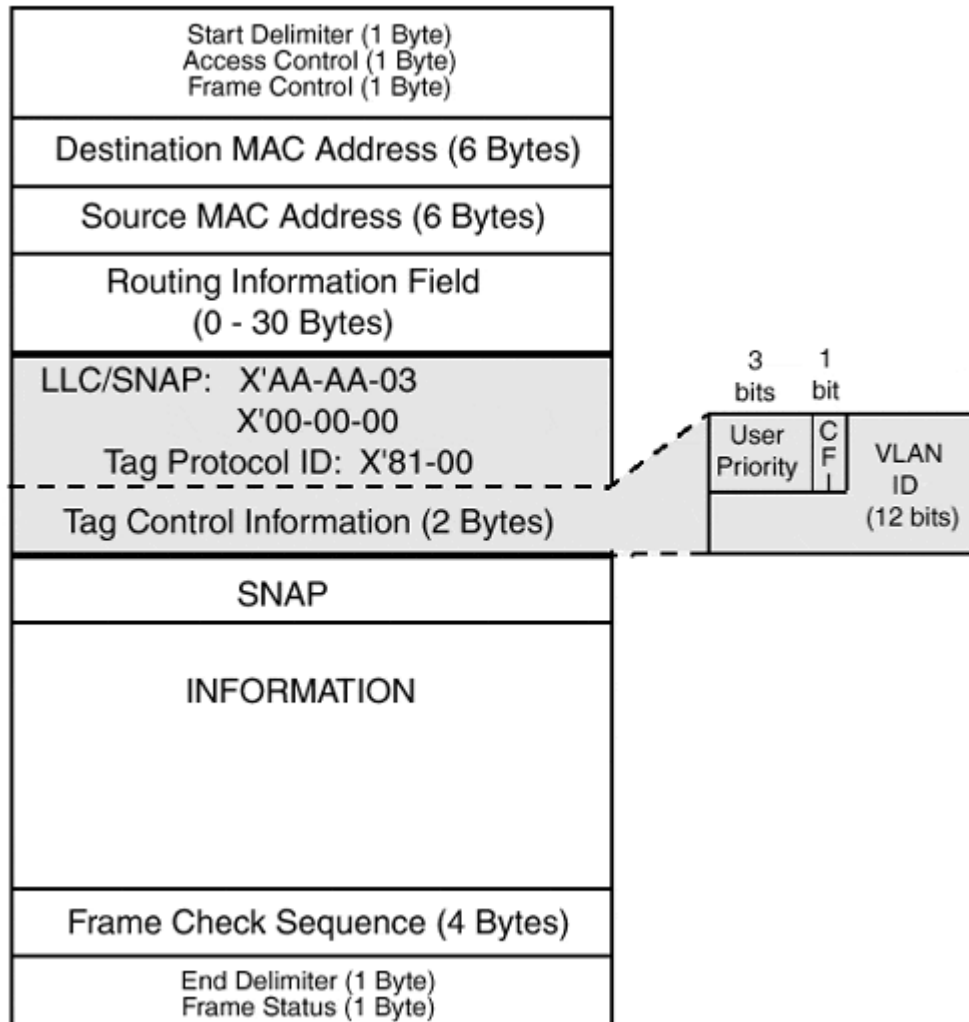 Start Delimiter (1 Byte)
Access Control (1 Byte)
Frame Control (1 Byte)
Destination MAC Address (6 Bytes)
Source MAC Address (6 Bytes)
Routing Information Field
(0 - 30 Bytes)
LLC/SNAP: X'AA-AA-03
X'00-00-00
Tag Protocol ID: X'81-00
Tag Control Information (2 Bytes)
3 bits
1 bit
User Priority
CFI
VLAN ID (12 bits)
SNAP
INFORMATION
Frame Check Sequence (4 Bytes)
End Delimiter (1 Byte)
Frame Status (1 Byte)